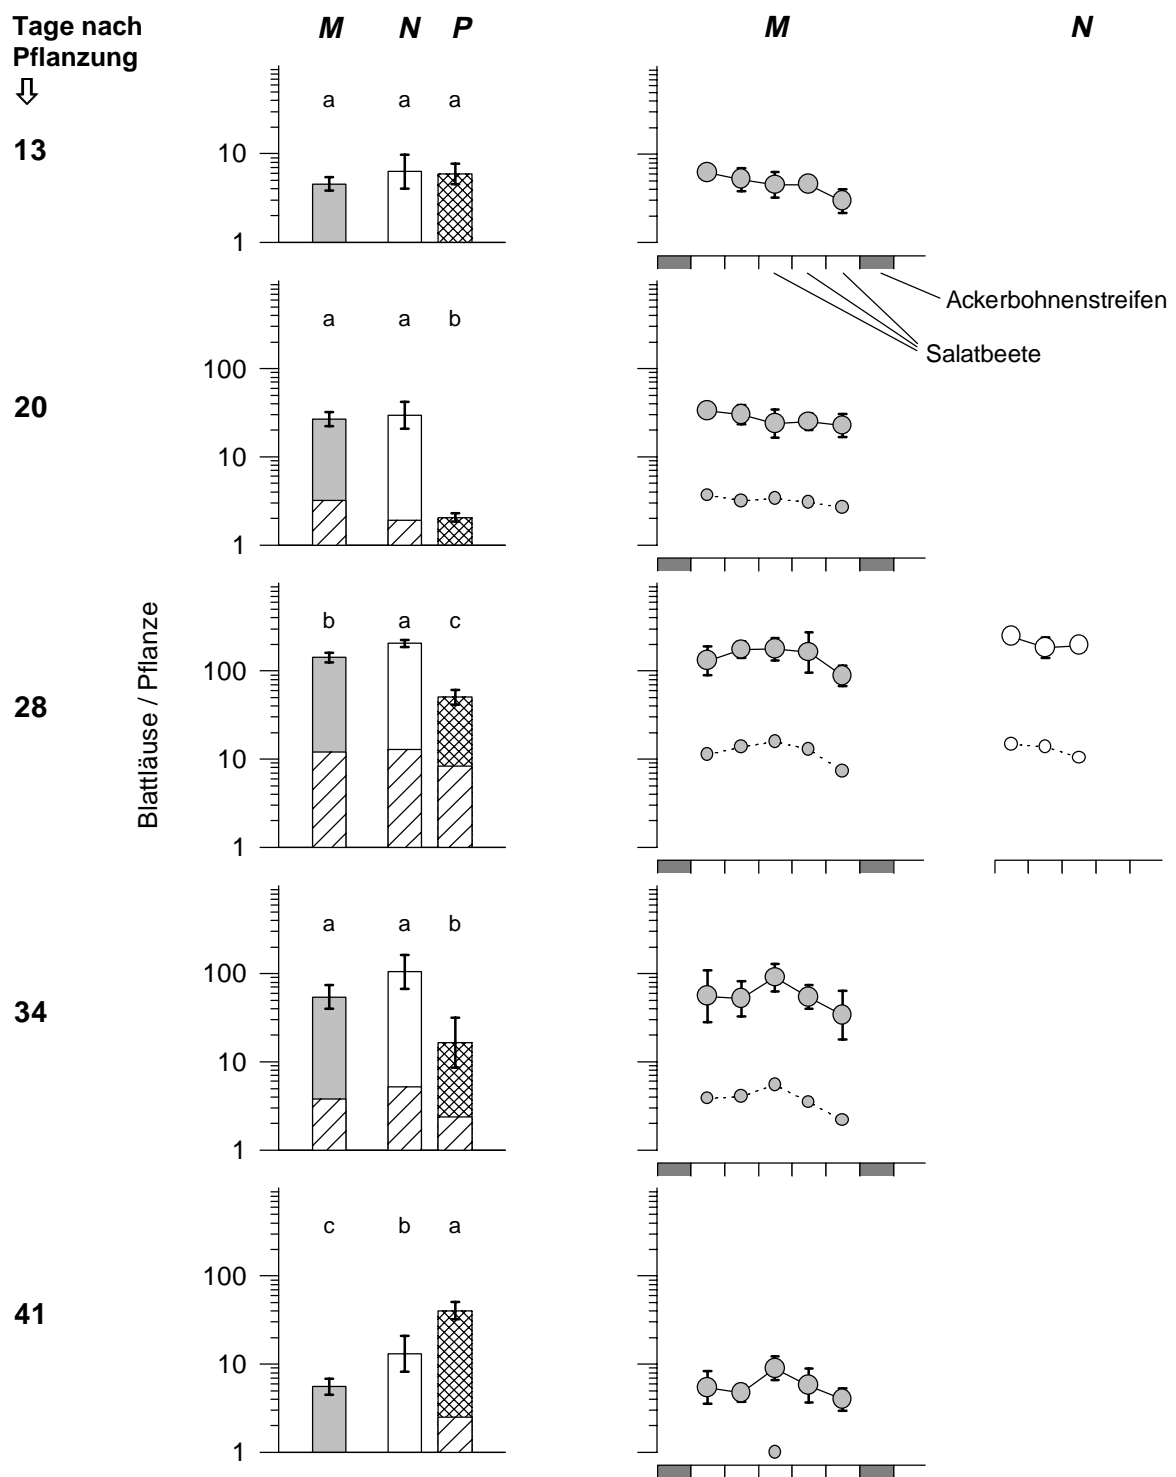 Tage nach
Pflanzung
M N P M N
13
a a a
10
1
Ackerbohnenstreifen
Salatbeete
20
a a b
100
10
1
28
b a c
100
10
1
Blattläuse / Pflanze
34
a a b
100
10
1
41
c b a
100
10
1